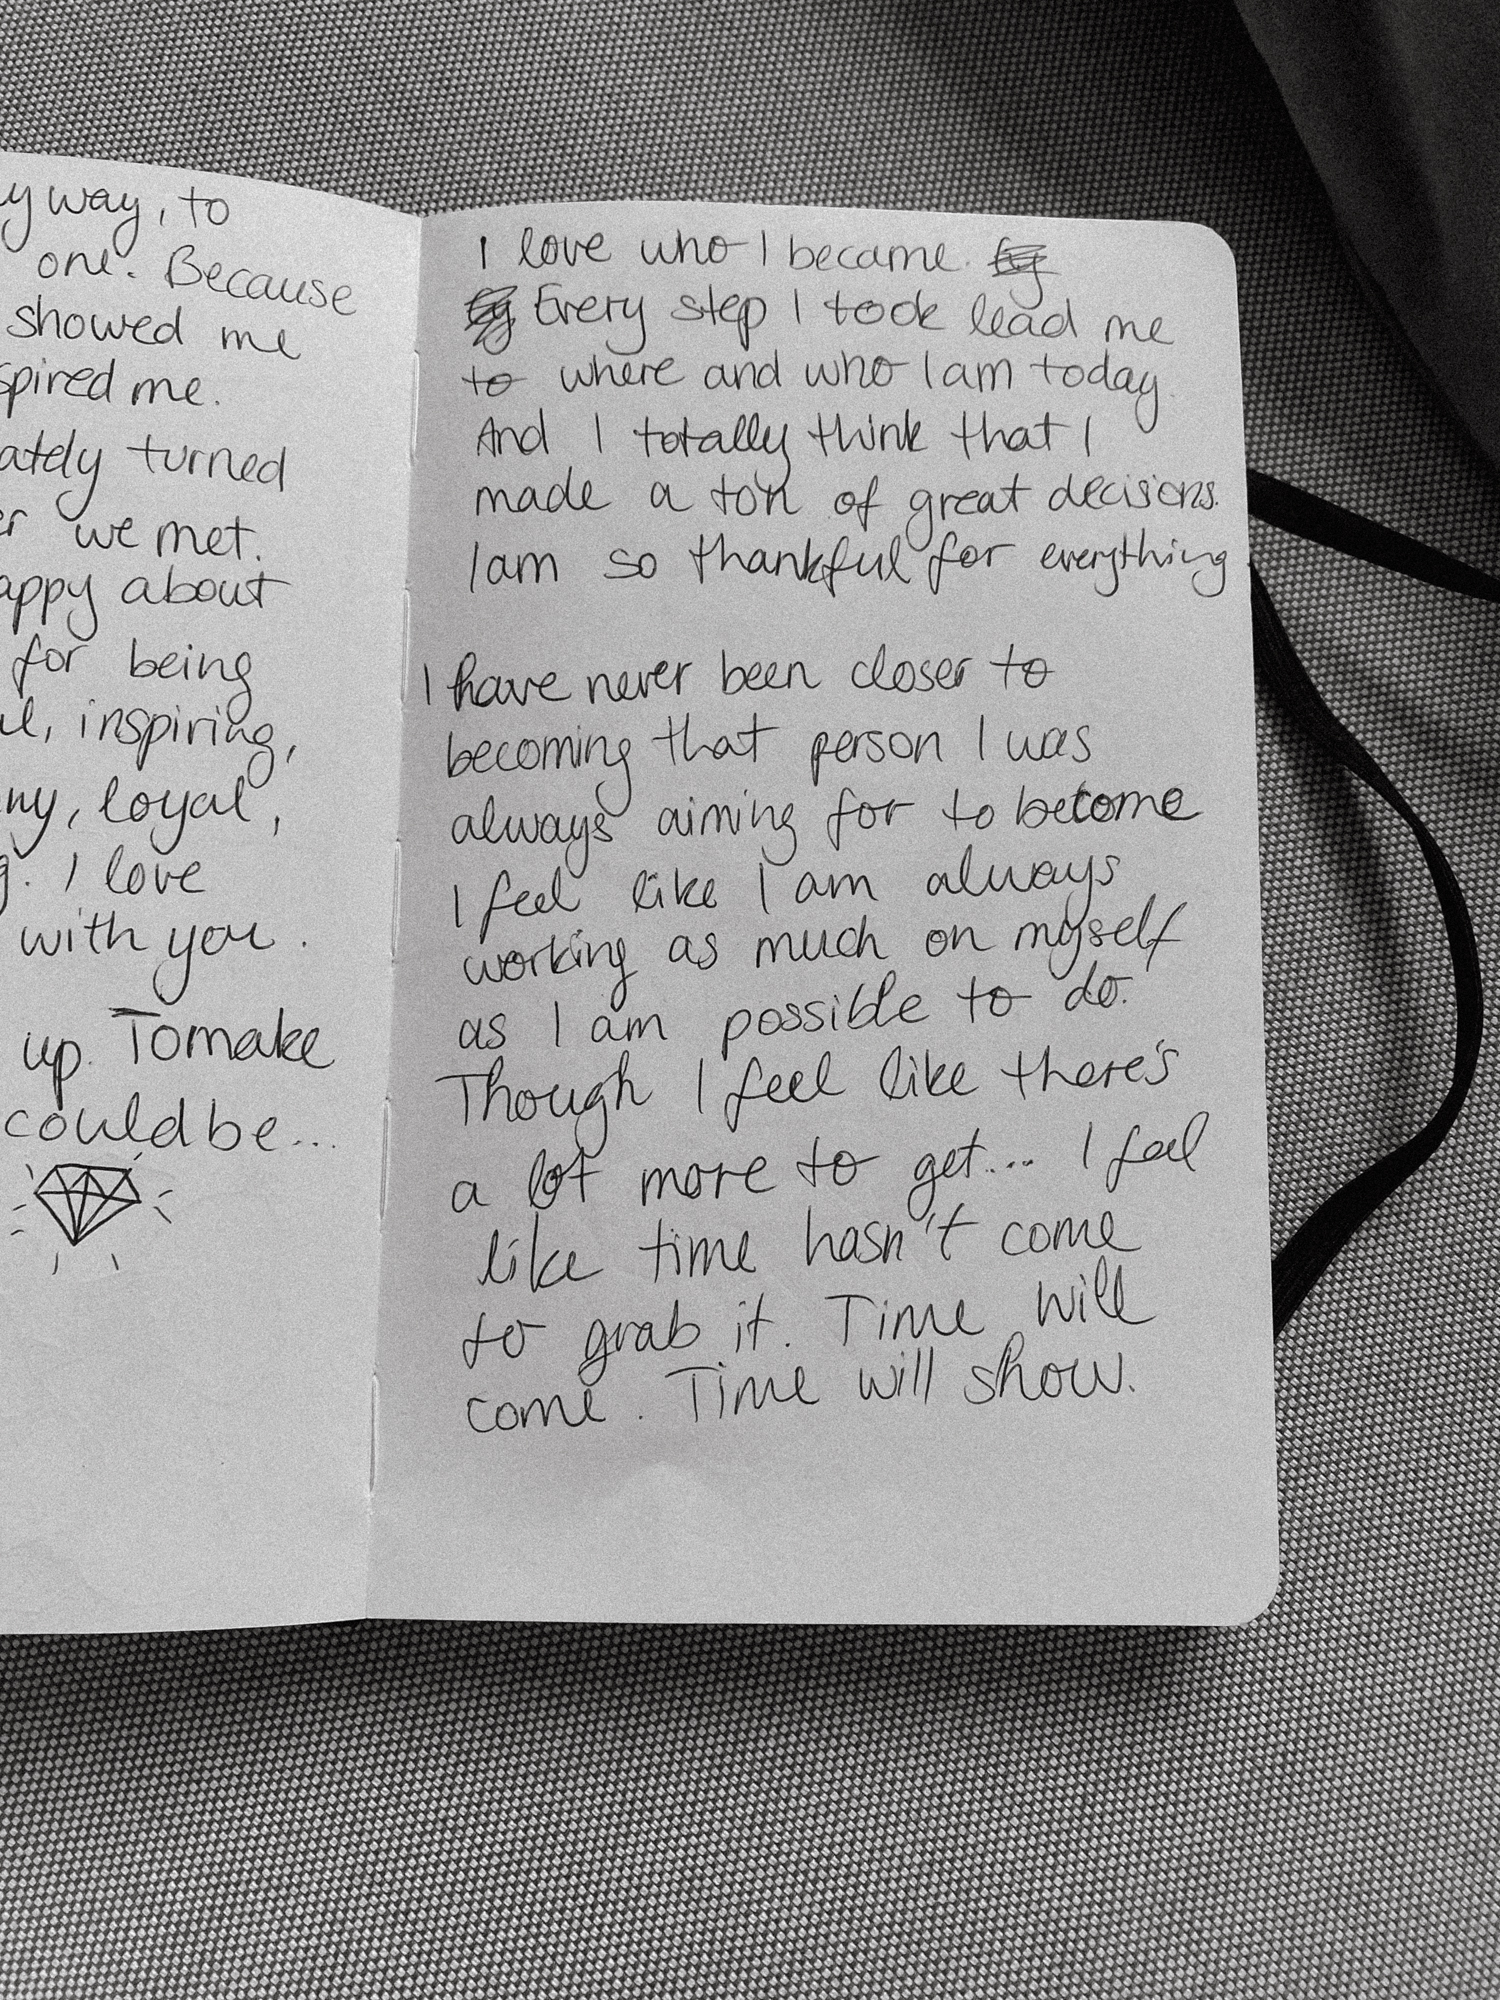 y way, to
one. Because
showed me
spired me.
ately turned
er we met.
appy about
for being
ul, inspiring,
ny, loyal,
g. I love
with you.
up. To make
could be...
I love who I became.
Every step I took lead me
to where and who I am today.
And I totally think that I
made a ton of great decisions.
I am so thankful for everything
I have never been closer to
becoming that person I was
always aiming for to become
I feel like I am always
working as much on myself
as I am possible to do.
Though I feel like there's
a lot more to get... I feel
like time hasn't come
to grab it. Time will
come. Time will show.